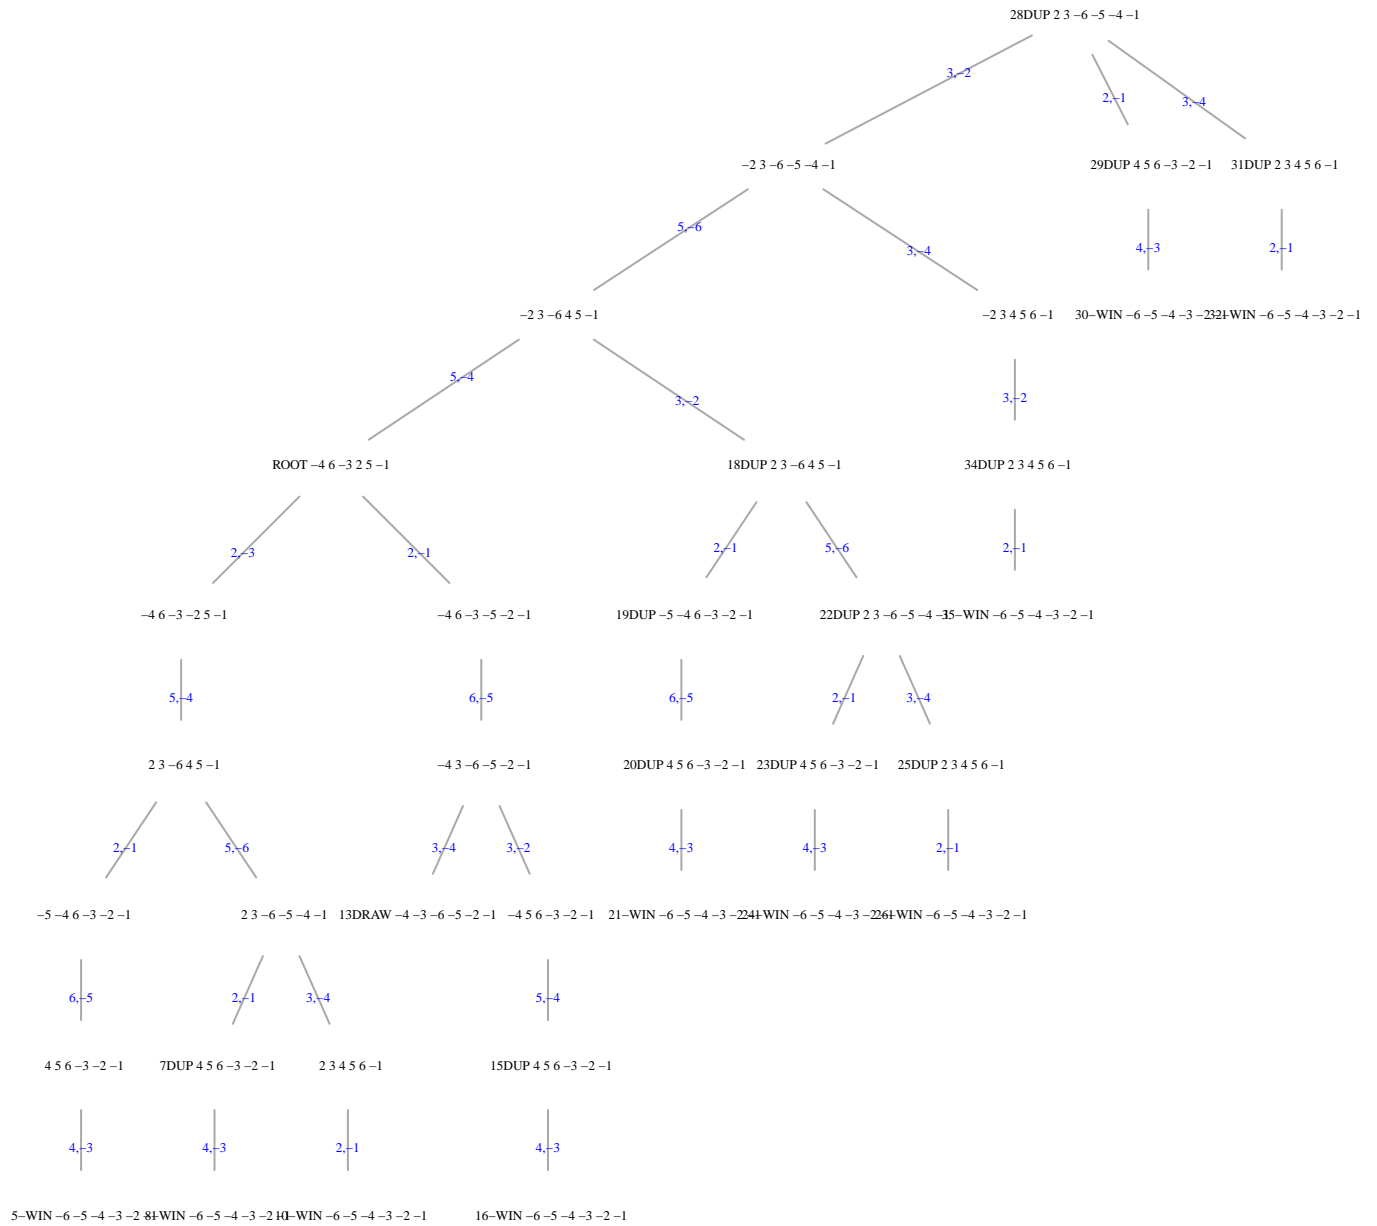 28DUP 2 3 −6 −5 −4 −1
3,−2
2,−1
3,−4
−2 3 −6 −5 −4 −1
29DUP 4 5 6 −3 −2 −1
31DUP 2 3 4 5 6 −1
5,−6
3,−4
4,−3
2,−1
−2 3 −6 4 5 −1
−2 3 4 5 6 −1
30−WIN −6 −5 −4 −3 −2 −1
32−WIN −6 −5 −4 −3 −2 −1
5,−4
3,−2
3,−2
ROOT −4 6 −3 2 5 −1
18DUP 2 3 −6 4 5 −1
34DUP 2 3 4 5 6 −1
2,−3
2,−1
2,−1
5,−6
2,−1
−4 6 −3 −2 5 −1
−4 6 −3 −5 −2 −1
19DUP −5 −4 6 −3 −2 −1
22DUP 2 3 −6 −5 −4 −1
35−WIN −6 −5 −4 −3 −2 −1
5,−4
6,−5
6,−5
2,−1
3,−4
2 3 −6 4 5 −1
−4 3 −6 −5 −2 −1
20DUP 4 5 6 −3 −2 −1
23DUP 4 5 6 −3 −2 −1
25DUP 2 3 4 5 6 −1
2,−1
5,−6
3,−4
3,−2
4,−3
4,−3
2,−1
−5 −4 6 −3 −2 −1
2 3 −6 −5 −4 −1
13DRAW −4 −3 −6 −5 −2 −1
−4 5 6 −3 −2 −1
21−WIN −6 −5 −4 −3 −2 −1
24−WIN −6 −5 −4 −3 −2 −1
26−WIN −6 −5 −4 −3 −2 −1
6,−5
2,−1
3,−4
5,−4
4 5 6 −3 −2 −1
7DUP 4 5 6 −3 −2 −1
2 3 4 5 6 −1
15DUP 4 5 6 −3 −2 −1
4,−3
4,−3
2,−1
4,−3
5−WIN −6 −5 −4 −3 −2 −1
8−WIN −6 −5 −4 −3 −2 −1
10−WIN −6 −5 −4 −3 −2 −1
16−WIN −6 −5 −4 −3 −2 −1